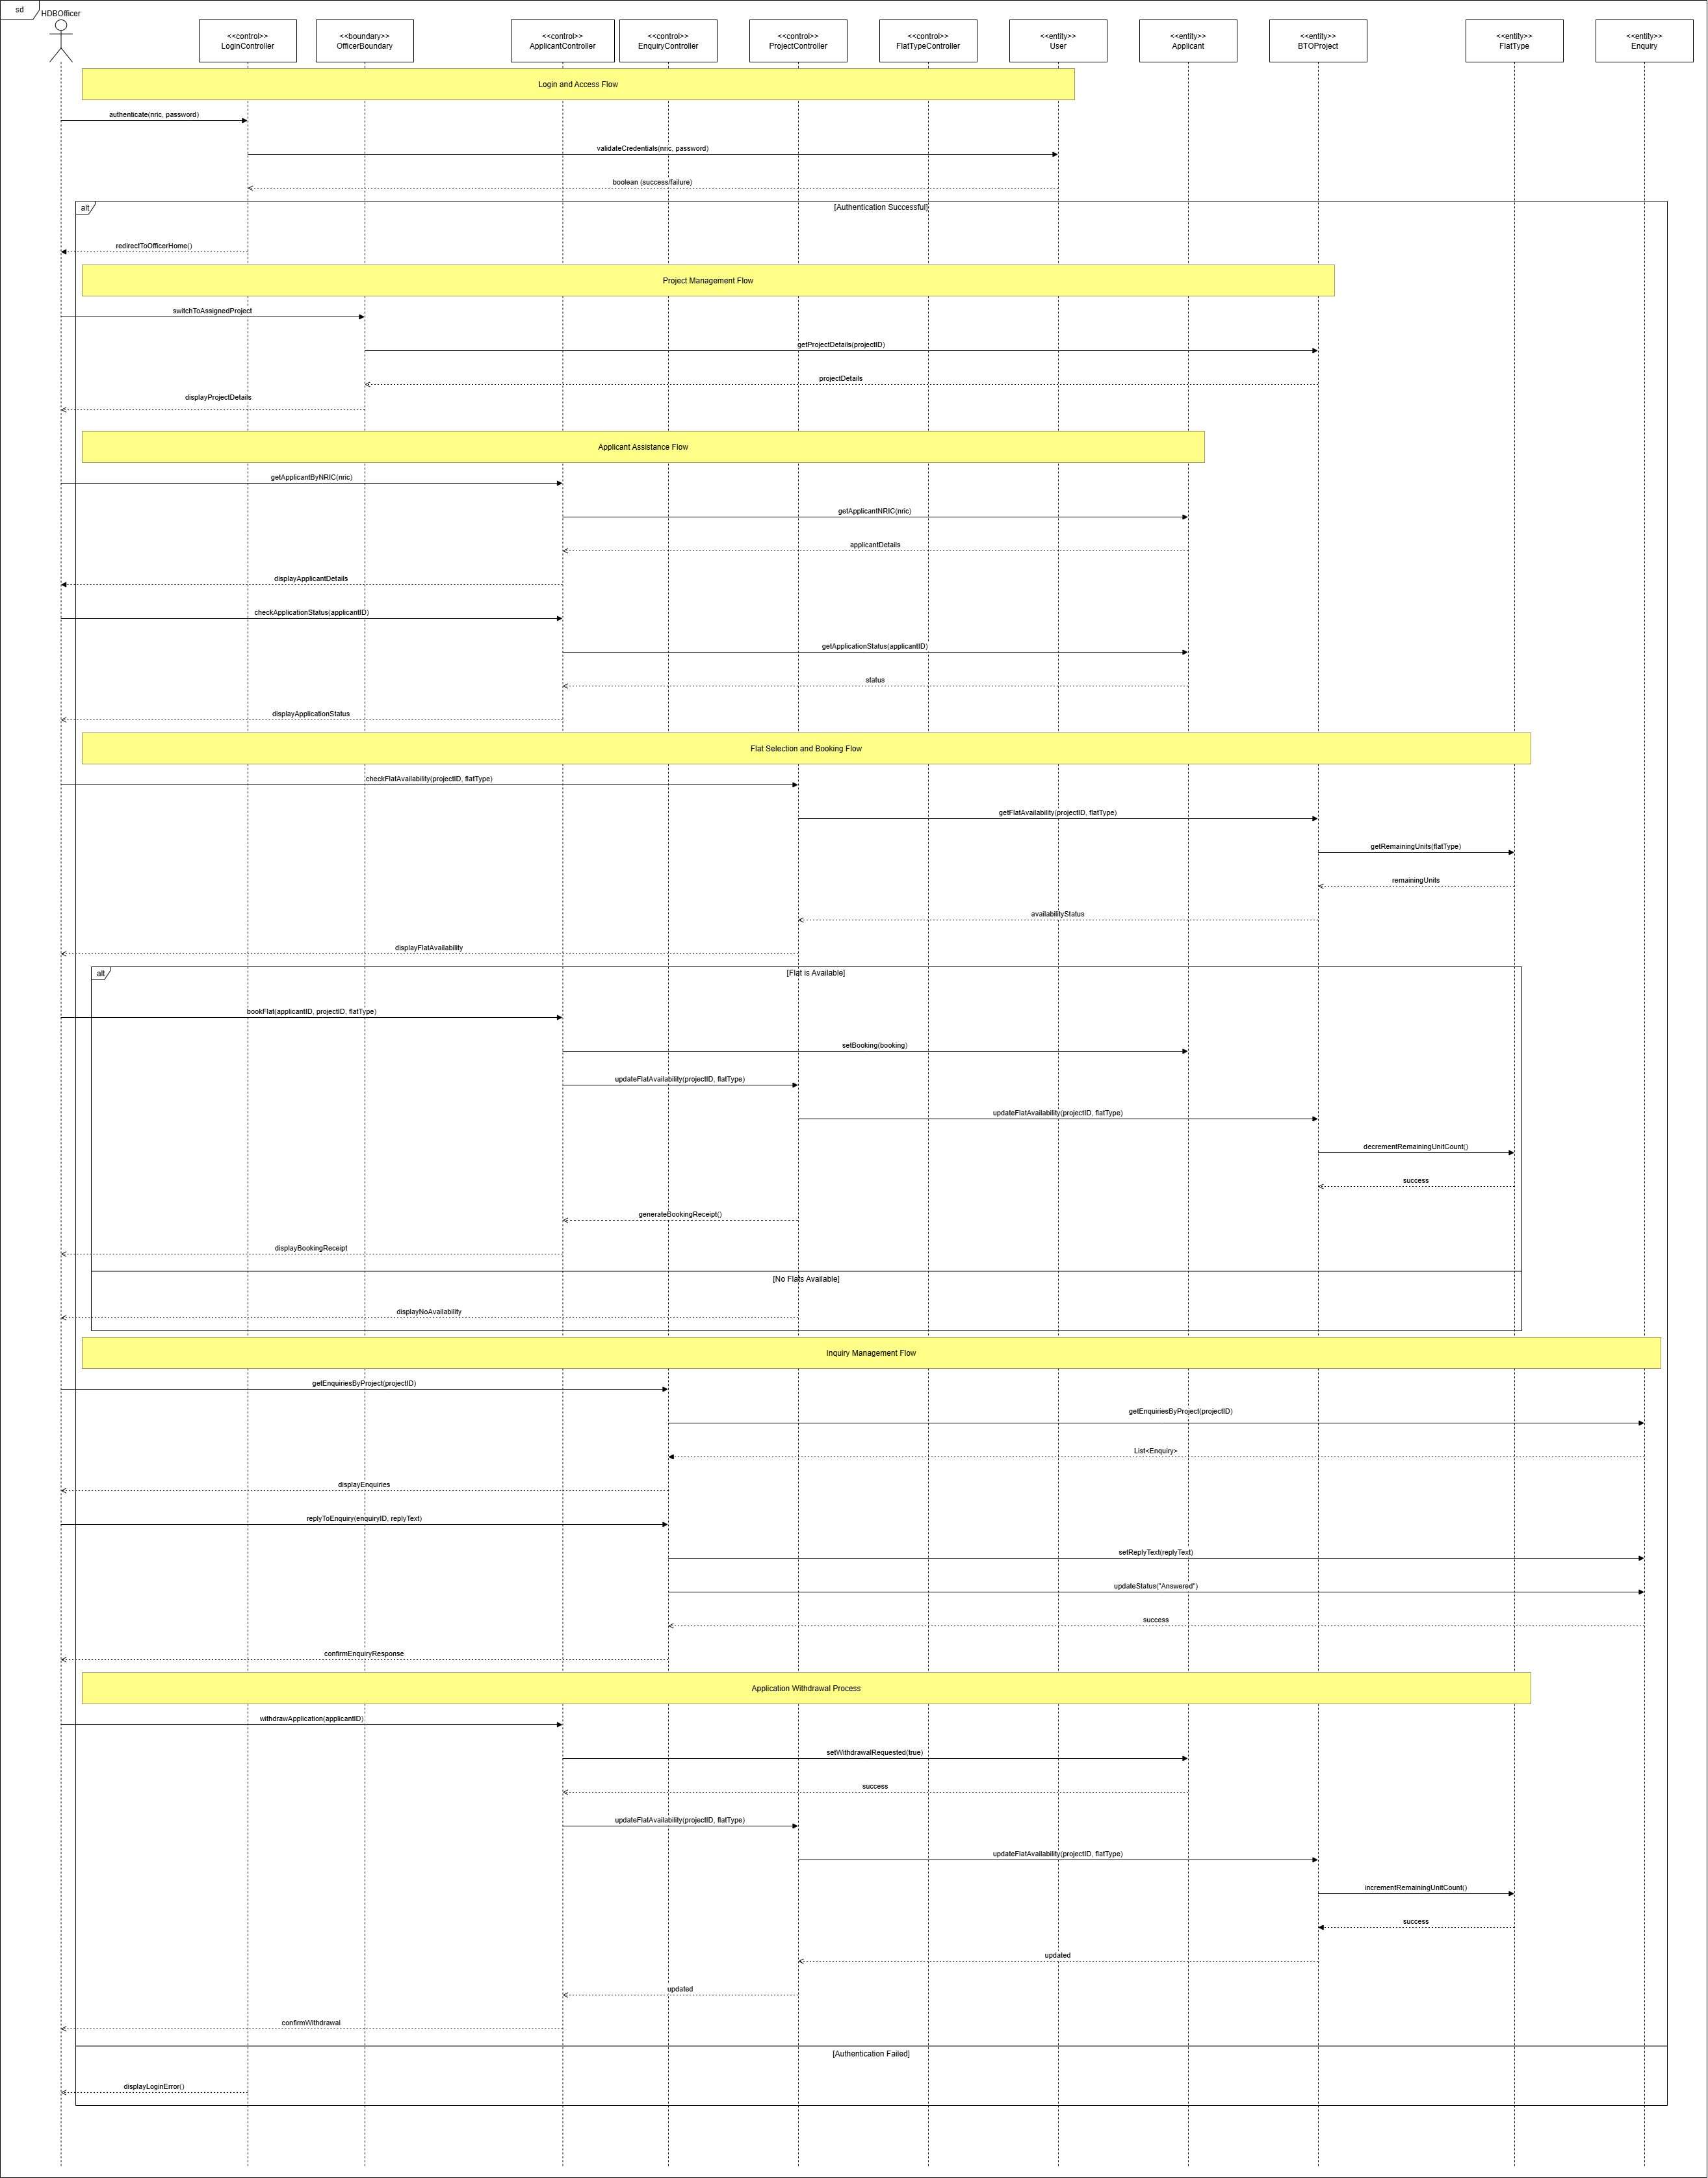 sd
HDBOfficer
<<control>>
LoginController
<<boundary>>
OfficerBoundary
<<control>>
ApplicantController
<<control>>
EnquiryController
<<control>>
ProjectController
<<control>>
FlatTypeController
<<entity>>
User
<<entity>>
Applicant
<<entity>>
BTOProject
<<entity>>
FlatType
<<entity>>
Enquiry
Login and Access Flow
authenticate(nric, password)
validateCredentials(nric, password)
boolean (success/failure)
alt
[Authentication Successful]
redirectToOfficerHome()
Project Management Flow
switchToAssignedProject
getProjectDetails(projectID)
projectDetails
displayProjectDetails
Applicant Assistance Flow
getApplicantByNRIC(nric)
getApplicantNRIC(nric)
applicantDetails
displayApplicantDetails
checkApplicationStatus(applicantID)
getApplicationStatus(applicantID)
status
displayApplicationStatus
Flat Selection and Booking Flow
checkFlatAvailability(projectID, flatType)
getFlatAvailability(projectID, flatType)
getRemainingUnits(flatType)
remainingUnits
availabilityStatus
displayFlatAvailability
alt
[Flat is Available]
bookFlat(applicantID, projectID, flatType)
setBooking(booking)
updateFlatAvailability(projectID, flatType)
updateFlatAvailability(projectID, flatType)
decrementRemainingUnitCount()
success
generateBookingReceipt()
displayBookingReceipt
[No Flats Available]
displayNoAvailability
Inquiry Management Flow
getEnquiriesByProject(projectID)
getEnquiriesByProject(projectID)
List<Enquiry>
displayEnquiries
replyToEnquiry(enquiryID, replyText)
setReplyText(replyText)
updateStatus("Answered")
success
confirmEnquiryResponse
Application Withdrawal Process
withdrawApplication(applicantID)
setWithdrawalRequested(true)
success
updateFlatAvailability(projectID, flatType)
updateFlatAvailability(projectID, flatType)
incrementRemainingUnitCount()
success
updated
updated
confirmWithdrawal
[Authentication Failed]
displayLoginError()